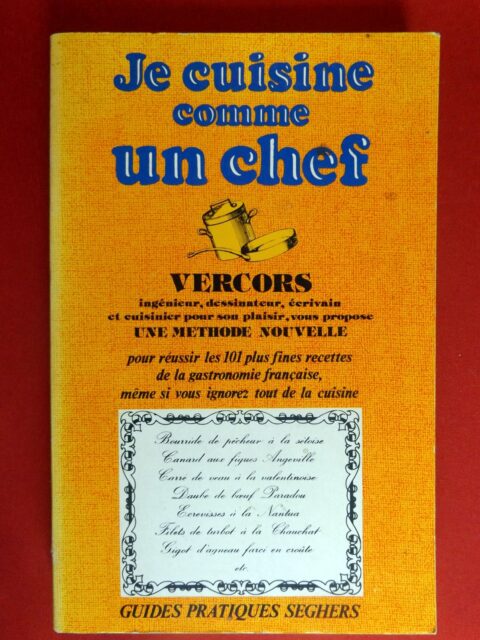 Je cuisine
comme
un chef
VERCORS
ingénieur, dessinateur, écrivain
et cuisinier pour son plaisir, vous propose
UNE METHODE NOUVELLE
pour réussir les 101 plus fines recettes
de la gastronomie française,
même si vous ignorez tout de la cuisine
Bourride de pêcheur à la sétoise
Canard aux figues Angeville
Carre de veau à la valentinoise
Daube de bœuf Paradou
Ecrevisses à la Nantua
Filets de turbot à la Chauchat
Gigot d'agneau farci en croûte
etc.
GUIDES PRATIQUES SEGHERS